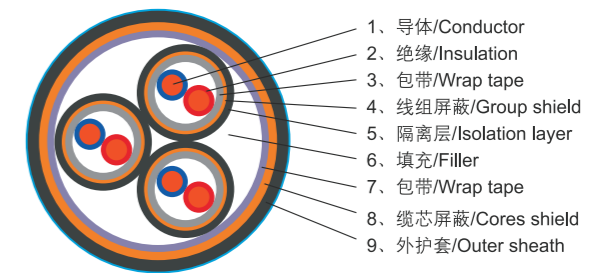 1、导体/Conductor
2、绝缘/Insulation
3、包带/Wrap tape
4、线组屏蔽/Group shield
5、隔离层/Isolation layer
6、填充/Filler
7、包带/Wrap tape
8、缆芯屏蔽/Cores shield
9、外护套/Outer sheath